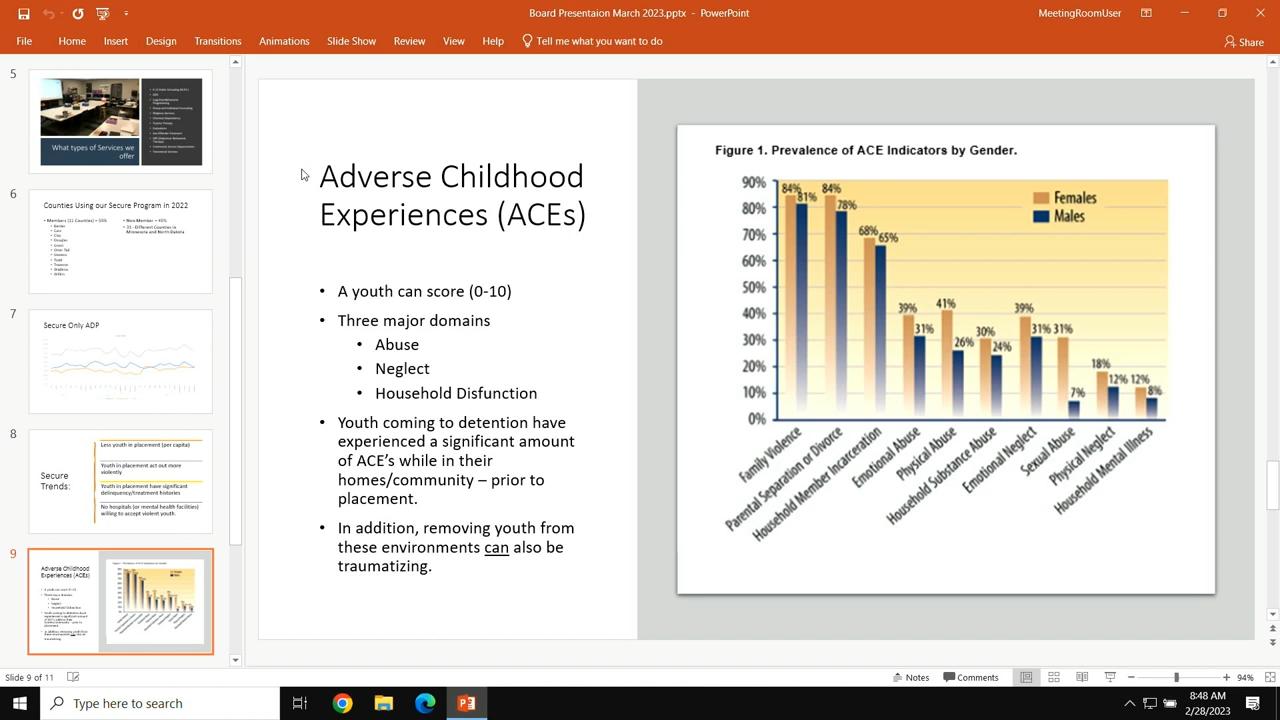 Board Presentaion March 2023.pptx - PowerPoint
MeetingRoomUser
File Home Insert Design Transitions Animations Slide Show Review View Help Tell me what you want to do
Share
5
What types of Services we
offer
6
Counties Using our Secure Program in 2022
7
Secure Only ADP
8
Secure
Trends:
Less youth in placement (per capita)
Youth in placement act out more
violently
Youth in placement have significant
delinquency/treatment histories
No hospitals (or mental health facilities)
willing to accept violent youth.
9
Adverse Childhood
Experiences (ACEs)
Adverse Childhood
Experiences (ACEs)
• A youth can score (0-10)
• Three major domains
• Abuse
• Neglect
• Household Disfunction
• Youth coming to detention have
experienced a significant amount
of ACE's while in their
homes/community – prior to
placement.
• In addition, removing youth from
these environments can also be
traumatizing.
Figure 1. Prevalence of ACE Indicators by Gender.
Females
Males
90%
80%
70%
60%
50%
40%
30%
20%
10%
0%
84% 81% 84% 78% 68% 65% 39% 31% 41% 26% 30% 24% 39% 31% 31% 7% 18% 12% 12% 8%
Family Violence
Parental Separation or Divorce
Household Member Incarceration
Emotional Abuse
Physical Abuse
Household Substance Abuse
Emotional Neglect
Sexual Abuse
Physical Neglect
Household Mental Illness
Slide 9 of 11
Notes
Comments
94%
Type here to search
8:48 AM
2/28/2023